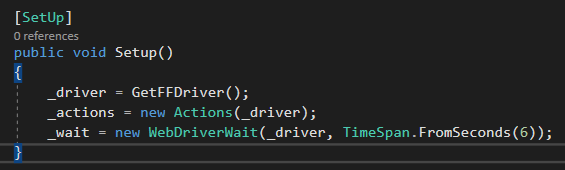 [SetUp]
0 references
public void Setup()
{
_driver = GetFFDriver();
_actions = new Actions(_driver);
_wait = new WebDriverWait(_driver, TimeSpan.FromSeconds(6));
}